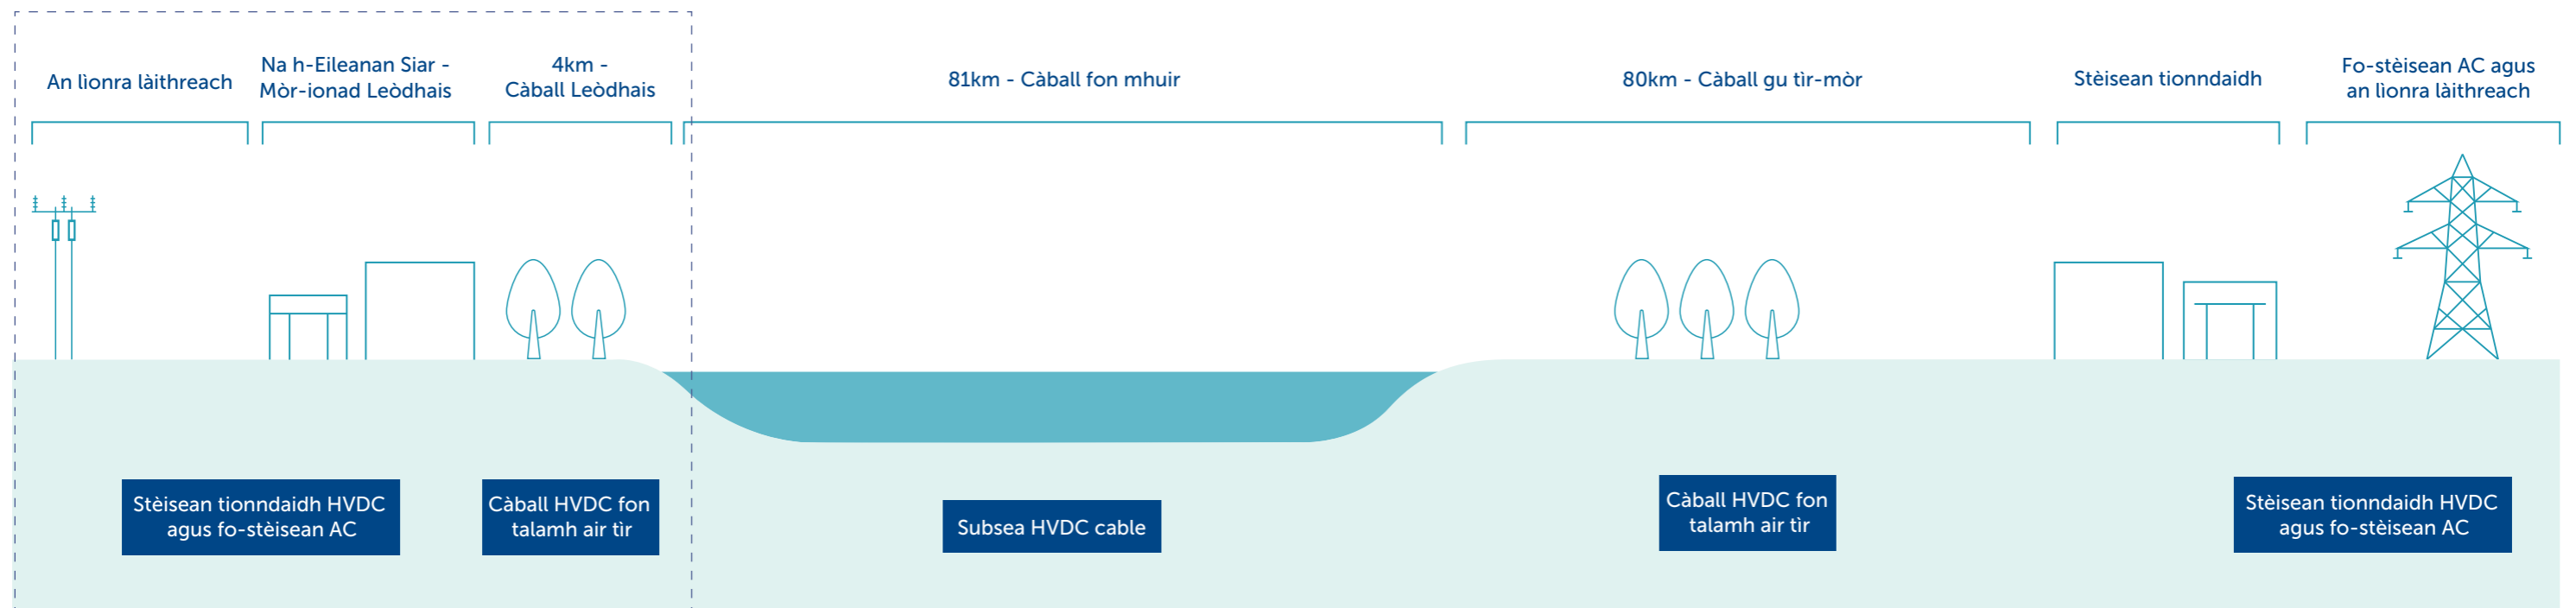 An lìonra làithreach
Na h-Eileanan Siar -
Mòr-ionad Leòdhais
4km -
Càball Leòdhais
81km - Càball fon mhuir
80km - Càball gu tìr-mòr
Stèisean tionndaidh
Fo-stèisean AC agus
an lìonra làithreach
Stèisean tionndaidh HVDC
agus fo-stèisean AC
Càball HVDC fon
talamh air tìr
Subsea HVDC cable
Càball HVDC fon
talamh air tìr
Stèisean tionndaidh HVDC
agus fo-stèisean AC